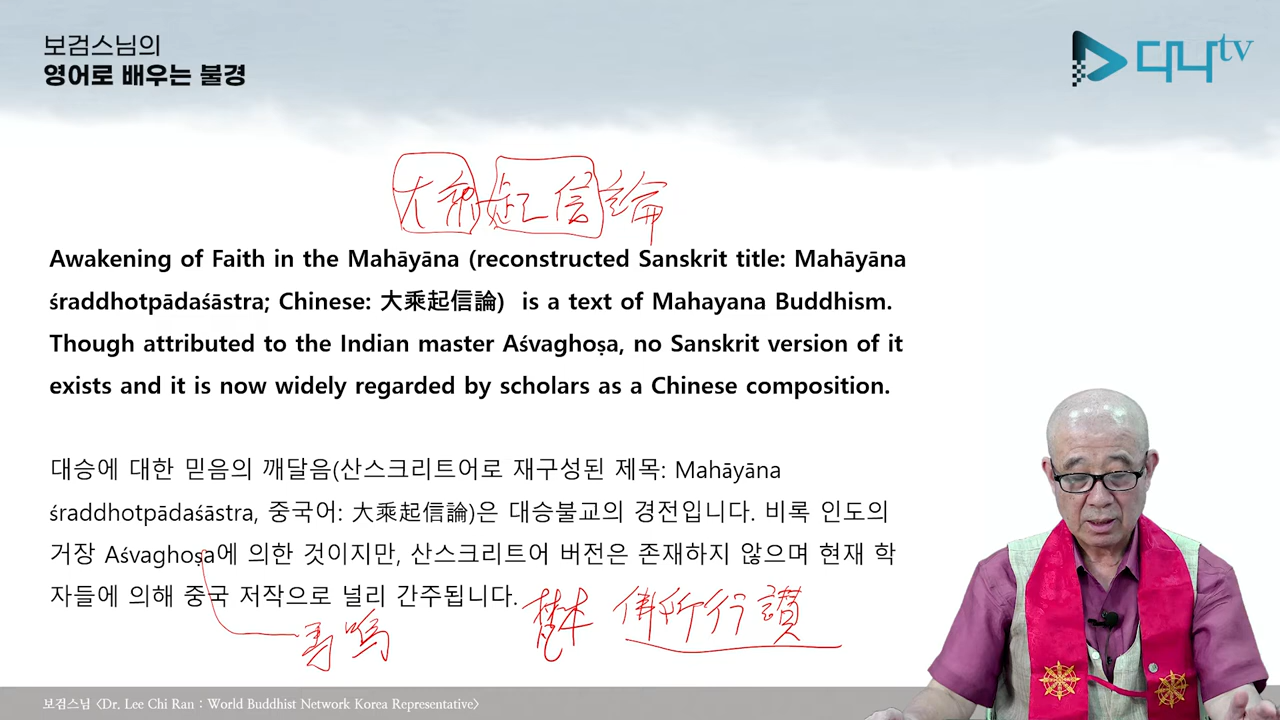 보검스님의
영어로 배우는 불경
다나tv
大乘起信論
Awakening of Faith in the Mahāyāna (reconstructed Sanskrit title: Mahāyāna
śraddhotpādaśāstra; Chinese: 大乘起信論) is a text of Mahayana Buddhism.
Though attributed to the Indian master Aśvaghoṣa, no Sanskrit version of it
exists and it is now widely regarded by scholars as a Chinese composition.
대승에 대한 믿음의 깨달음(산스크리트어로 재구성된 제목: Mahāyāna
śraddhotpādaśāstra, 중국어: 大乘起信論)은 대승불교의 경전입니다. 비록 인도의
거장 Aśvaghoṣa에 의한 것이지만, 산스크리트어 버전은 존재하지 않으며 현재 학
자들에 의해 중국 저작으로 널리 간주됩니다.
馬鳴
梵本 佛所行讚
보검스님 <Dr. Lee Chi Ran : World Buddhist Network Korea Representative>